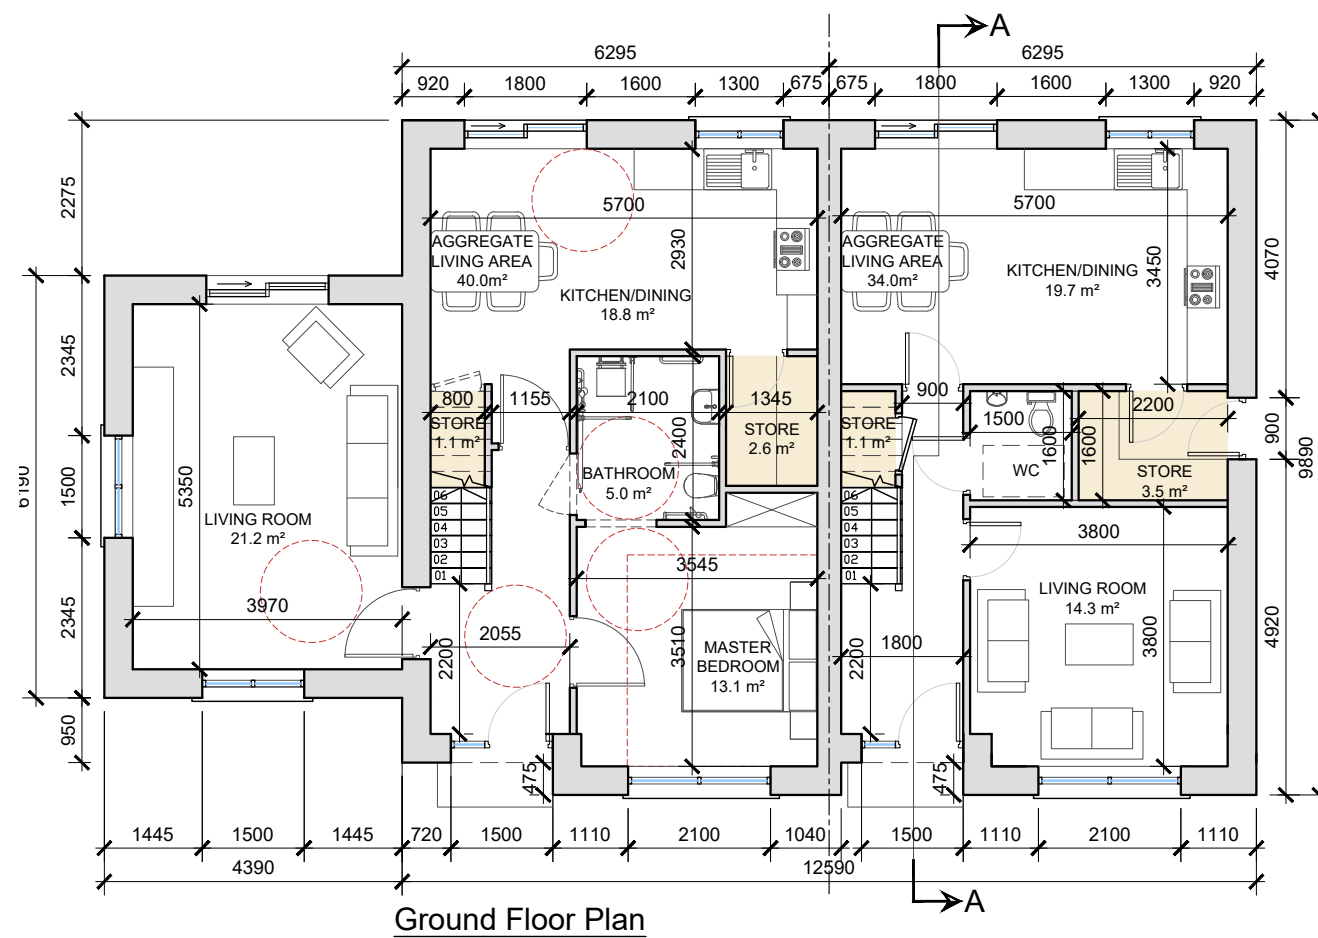 A
6295
6295
920
1800
1600
1300
675
675
1800
1600
1300
920
2275
5700
2930
AGGREGATE
LIVING AREA
40.0m²
KITCHEN/DINING
18.8 m²
5700
AGGREGATE
LIVING AREA
34.0m²
KITCHEN/DINING
19.7 m²
3450
4070
2345
800
1155
2100
1345
STORE
1.1 m²
2400
STORE
2.6 m²
BATHROOM
5.0 m²
900
STORE
1.1 m²
1500
1600
WC
1600
2200
STORE
3.5 m²
900
9890
6190
1500
5350
LIVING ROOM
21.2 m²
06
05
04
03
02
01
06
05
04
03
02
01
3970
2345
2055
2200
3545
3510
MASTER
BEDROOM
13.1 m²
1800
2200
3800
LIVING ROOM
14.3 m²
3800
4920
950
475
475
1445
1500
1445
720
1500
1110
2100
1040
1500
1110
2100
1110
4390
12590
A
Ground Floor Plan